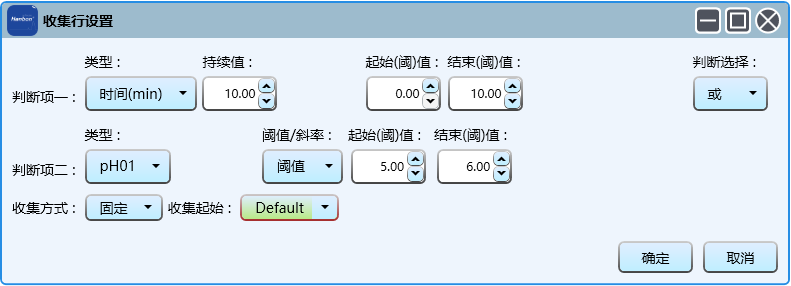 Hanbon 收集行设置
类型： 持续值： 起始(阈)值： 结束(阈)值： 判断选择：
判断项一： 时间(min) 10.00 0.00 10.00 或
类型： 阈值/斜率： 起始(阈)值： 结束(阈)值：
判断项二： pH01 阈值 5.00 6.00
收集方式： 固定 收集起始： Default
确定 取消